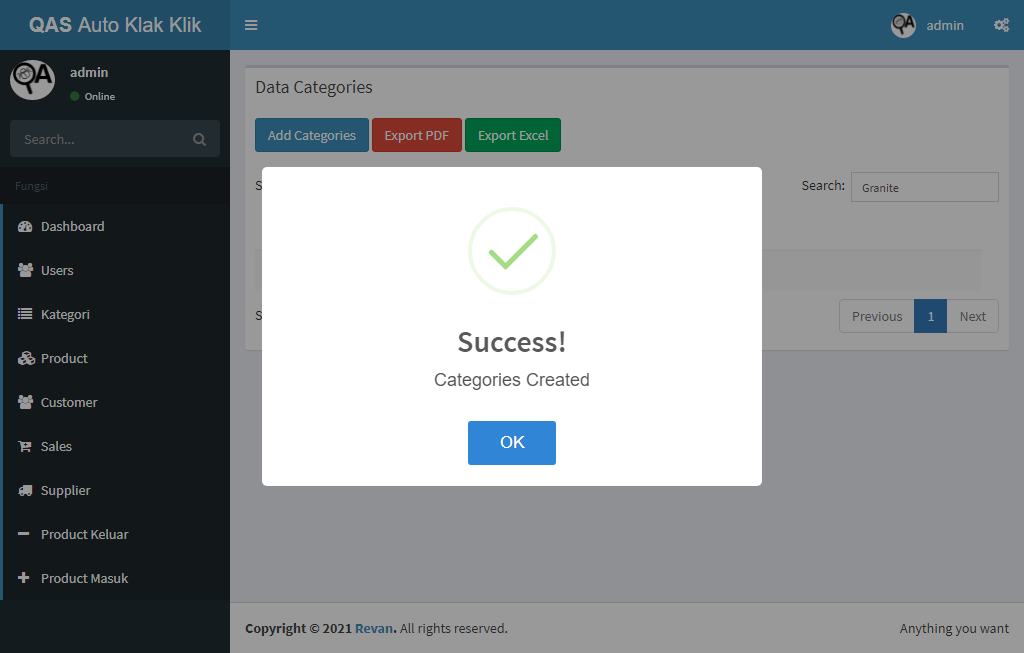 QAS Auto Klak Klik
admin
admin
Online
Search...
Fungsi
Dashboard
Users
Kategori
Product
Customer
Sales
Supplier
Product Keluar
Product Masuk
Data Categories
Add Categories
Export PDF
Export Excel
S
Search:
Granite
S
Previous
1
Next
Success!
Categories Created
OK
Copyright © 2021 Revan. All rights reserved.
Anything you want